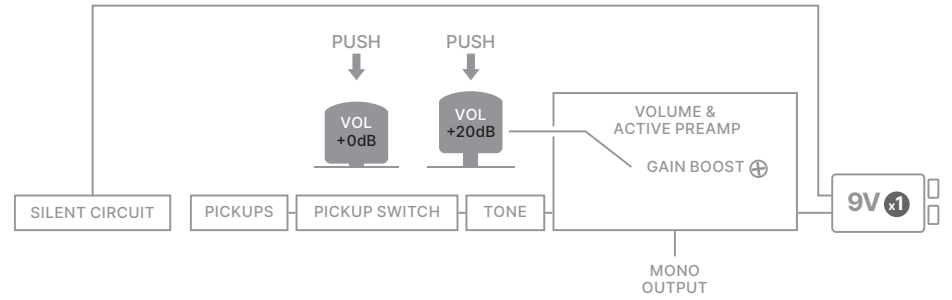 PUSH
PUSH
VOL
+0dB
VOL
+20dB
VOLUME &
ACTIVE PREAMP
GAIN BOOST
SILENT CIRCUIT
PICKUPS
PICKUP SWITCH
TONE
9V x1
MONO
OUTPUT